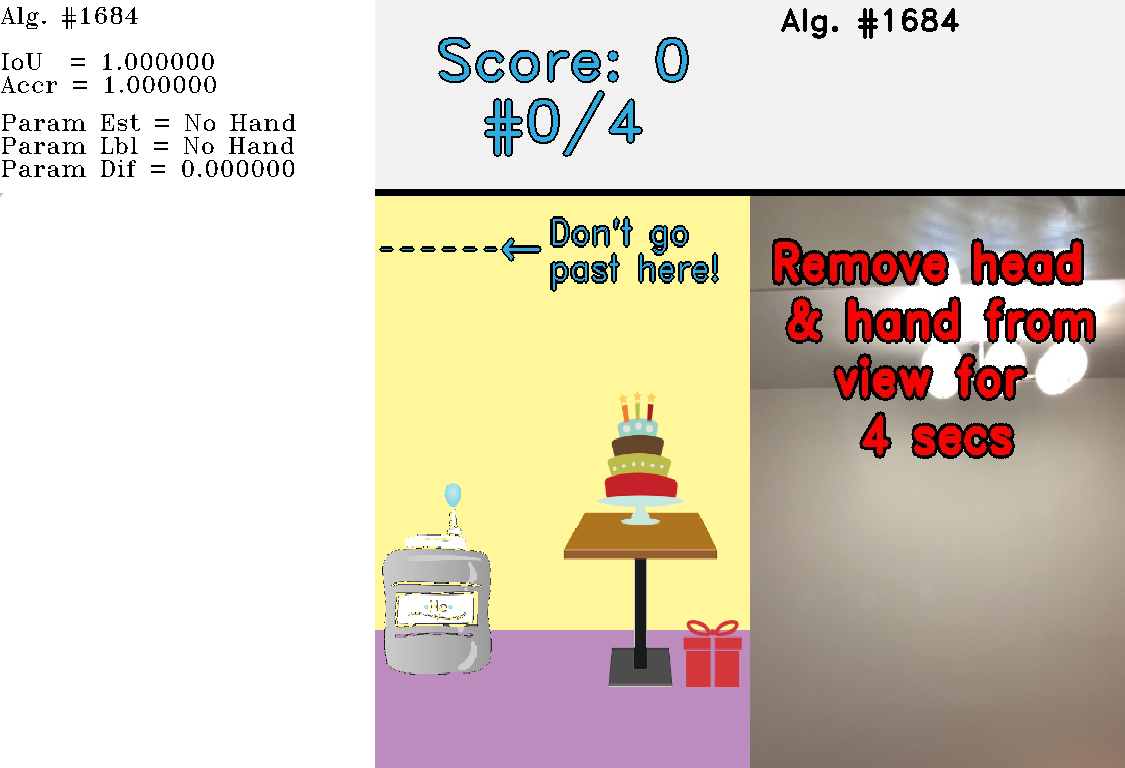 Alg. #1684
IoU = 1.000000
Accr = 1.000000
Param Est = No Hand
Param Lbl = No Hand
Param Dif = 0.000000
Score: 0
#0/4
Alg. #1684
Don't go
past here!
Remove head
& hand from
view for
4 secs